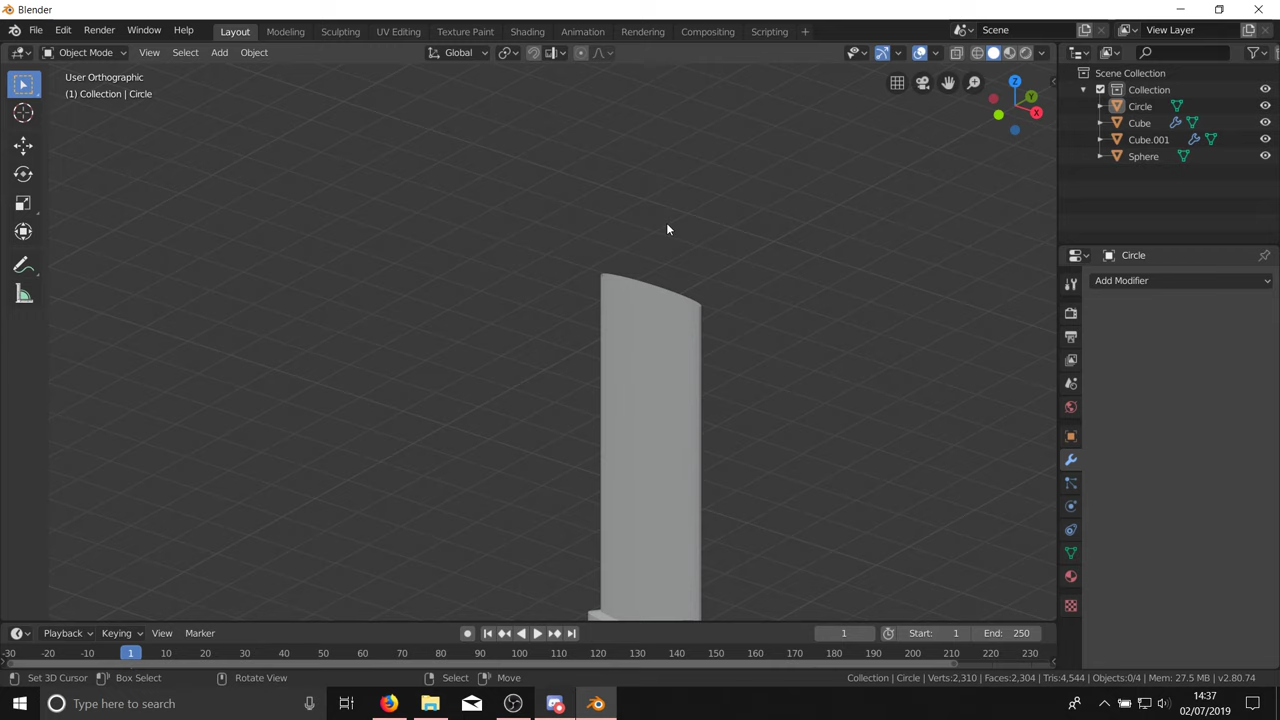 Blender
File Edit Render Window Help Layout Modeling Sculpting UV Editing Texture Paint Shading Animation Rendering Compositing Scripting + Scene View Layer
Object Mode View Select Add Object Global
User Orthographic
(1) Collection | Circle
Z
Y
X
Scene Collection
Collection
Circle
Cube
Cube.001
Sphere
Circle
Add Modifier
Playback Keying View Marker 1 Start: 1 End: 250
-30 -20 -10 1 10 20 30 40 50 60 70 80 90 100 110 120 130 140 150 160 170 180 190 200 210 220 230
Set 3D Cursor Box Select Rotate View Select Move Collection | Circle | Verts:2,310 | Faces:2,304 | Tris:4,544 | Objects:0/4 | Mem: 27.5 MB | v2.80.74
Type here to search
14:37
02/07/2019